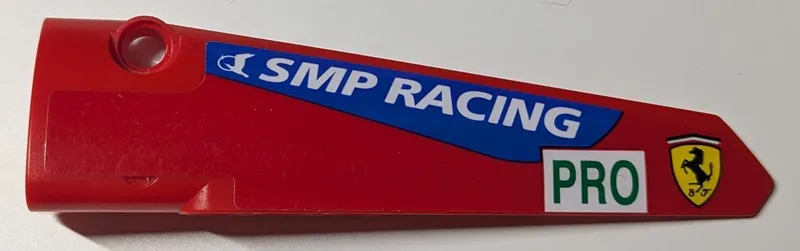 SMP RACING
PRO
S F